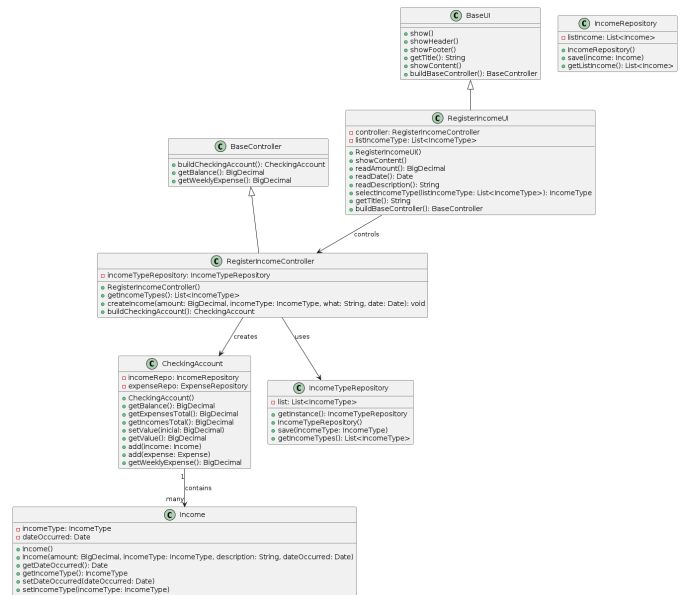 C BaseUI
show()
showHeader()
showFooter()
getTitle(): String
showContent()
buildBaseController(): BaseController
C IncomeRepository
listIncome: List<Income>
IncomeRepository()
save(income: Income)
getListIncome(): List<Income>
C RegisterIncomeUI
controller: RegisterIncomeController
listIncomeType: List<IncomeType>
RegisterIncomeUI()
showContent()
readAmount(): BigDecimal
readDate(): Date
readDescription(): String
selectIncomeType(listIncomeType: List<IncomeType>): IncomeType
getTitle(): String
buildBaseController(): BaseController
C BaseController
buildCheckingAccount(): CheckingAccount
getBalance(): BigDecimal
getWeeklyExpense(): BigDecimal
controls
C RegisterIncomeController
incomeTypeRepository: IncomeTypeRepository
RegisterIncomeController()
getIncomeTypes(): List<IncomeType>
createIncome(amount: BigDecimal, incomeType: IncomeType, what: String, date: Date): void
buildCheckingAccount(): CheckingAccount
creates
uses
C CheckingAccount
incomeRepo: IncomeRepository
expenseRepo: ExpenseRepository
CheckingAccount()
getBalance(): BigDecimal
getExpensesTotal(): BigDecimal
getIncomesTotal(): BigDecimal
setValue(inicial: BigDecimal)
getValue(): BigDecimal
add(income: Income)
add(expense: Expense)
getWeeklyExpense(): BigDecimal
C IncomeTypeRepository
list: List<IncomeType>
getInstance(): IncomeTypeRepository
IncomeTypeRepository()
save(incomeType: IncomeType)
getIncomeTypes(): List<IncomeType>
1
contains
many
C Income
incomeType: IncomeType
dateOccurred: Date
Income()
Income(amount: BigDecimal, incomeType: IncomeType, description: String, dateOccurred: Date)
getDateOccurred(): Date
getIncomeType(): IncomeType
setDateOccurred(dateOccurred: Date)
setIncomeType(incomeType: IncomeType)